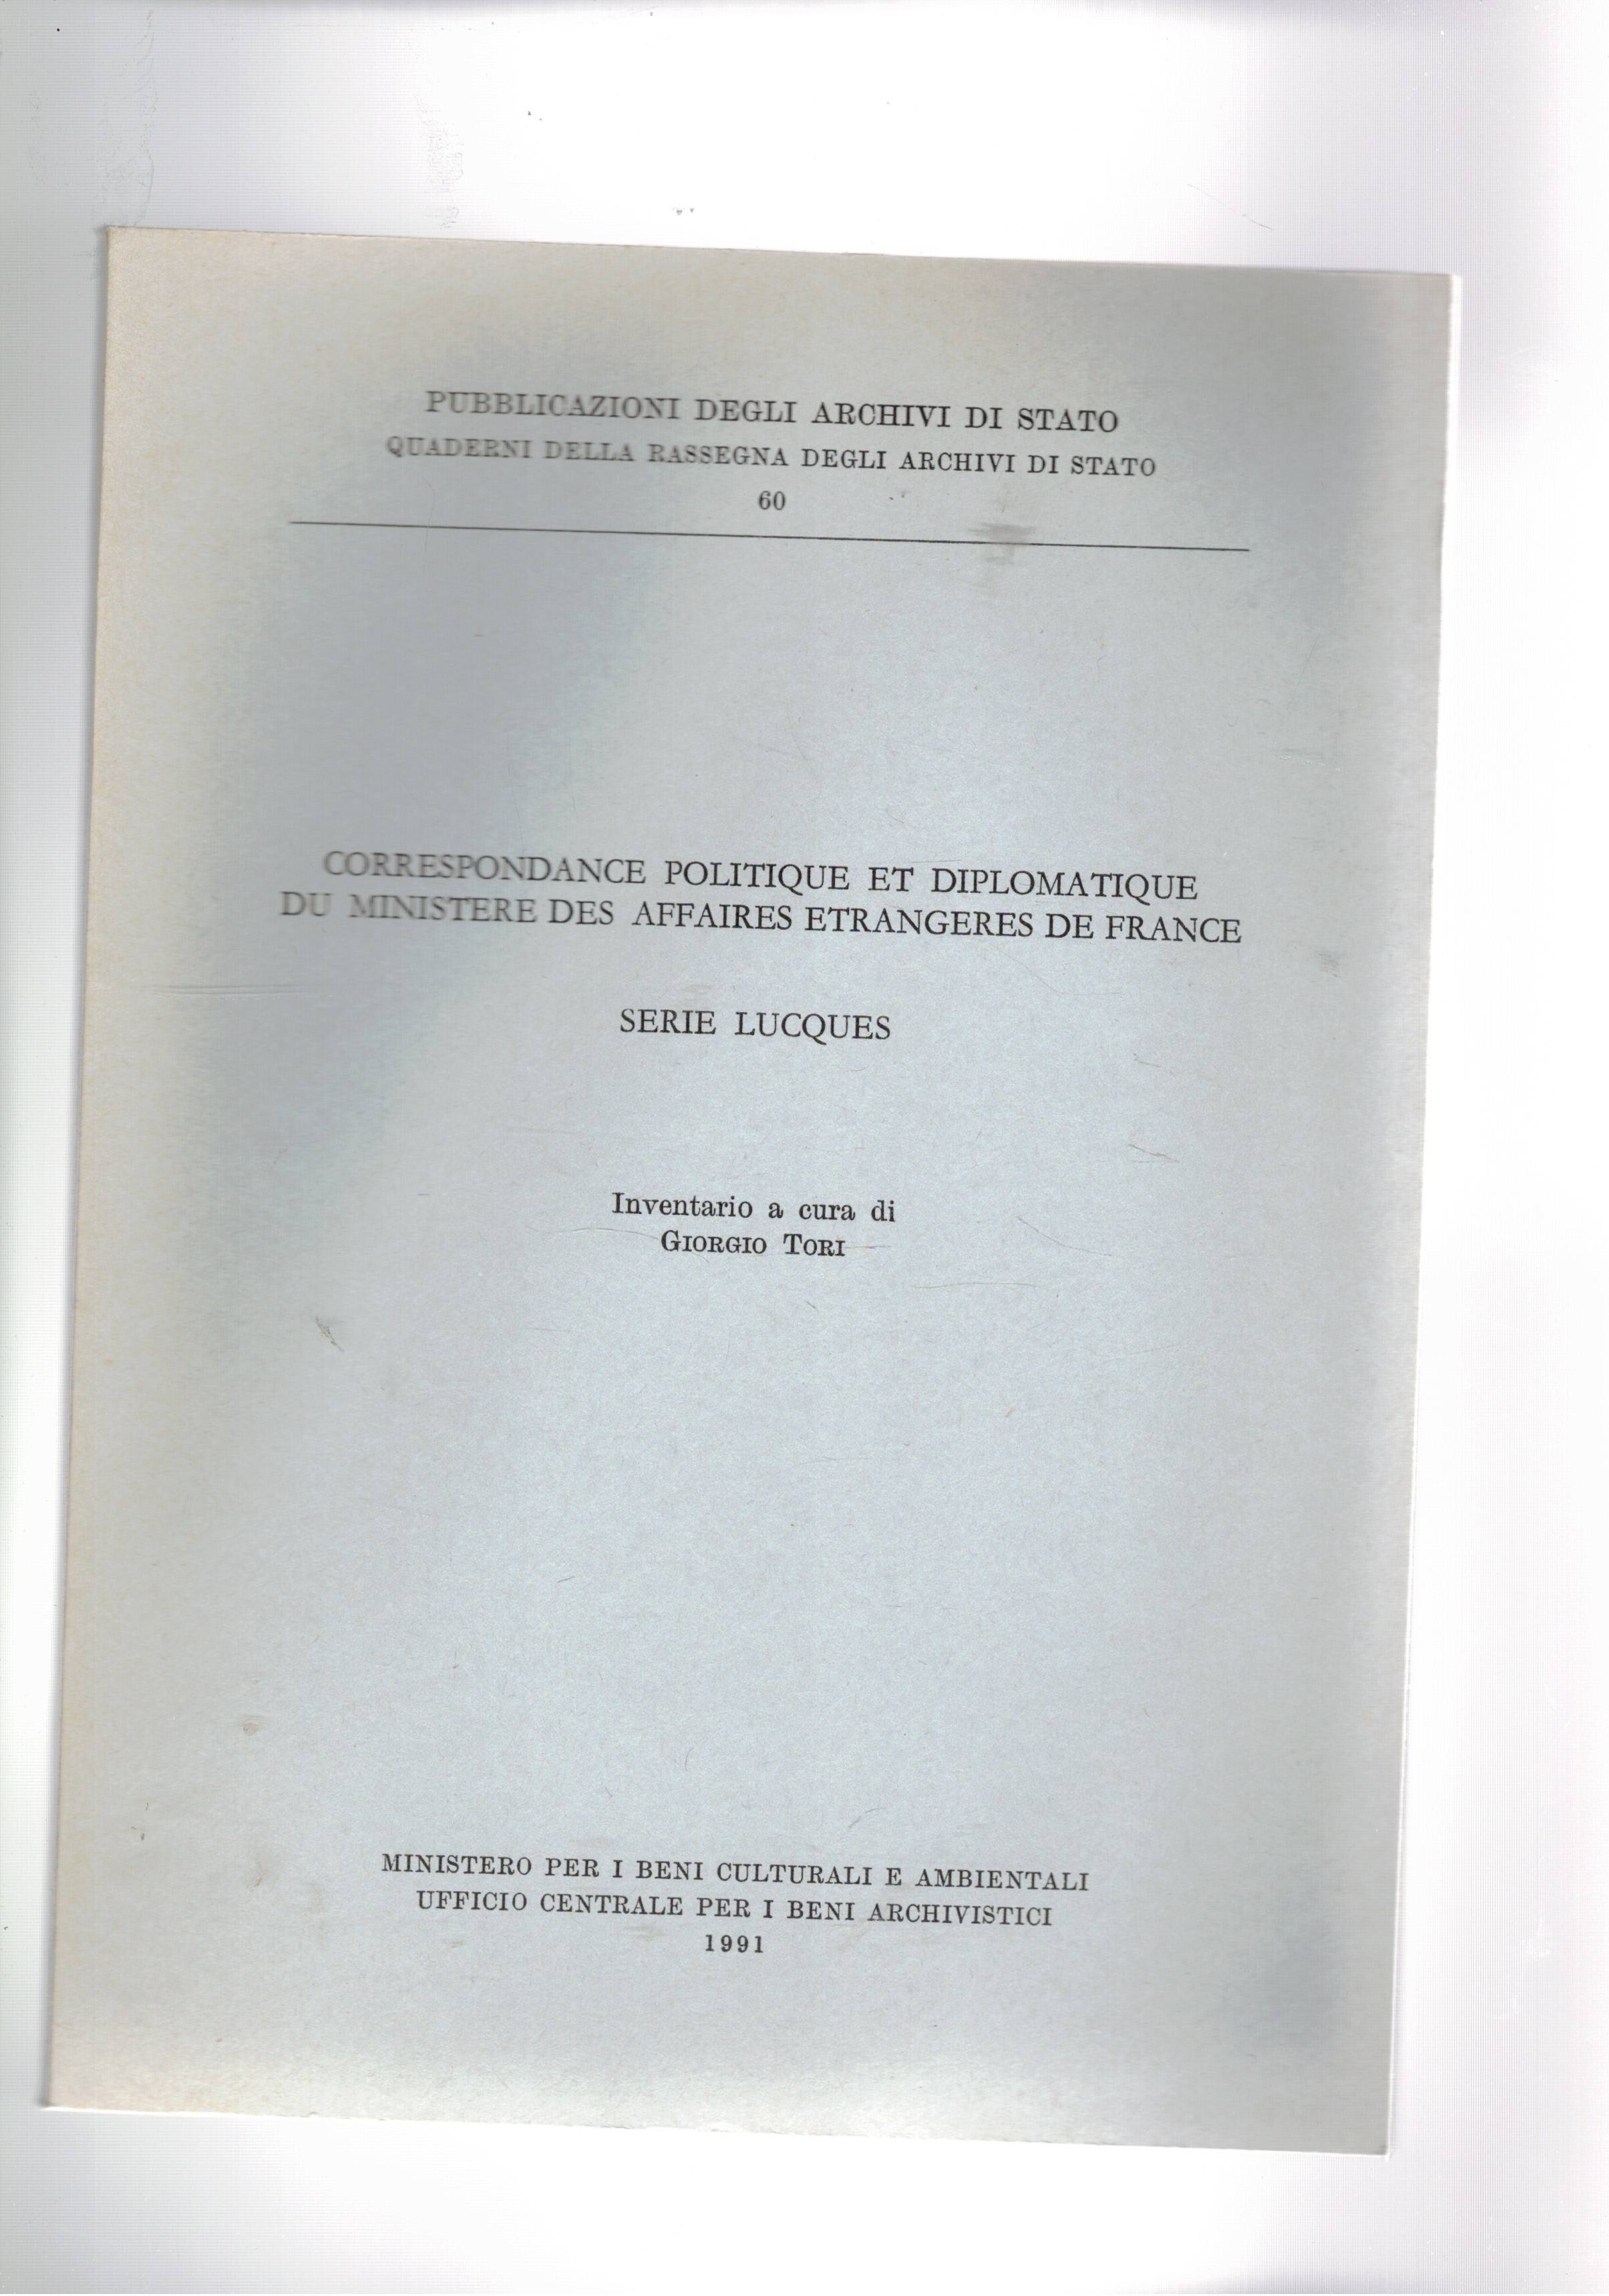 PUBBLICAZIONI DEGLI ARCHIVI DI STATO
QUADERNI DELLA RASSEGNA DEGLI ARCHIVI DI STATO
60
CORRESPONDANCE POLITIQUE ET DIPLOMATIQUE
DU MINISTERE DES AFFAIRES ETRANGERES DE FRANCE
SERIE LUCQUES
Inventario a cura di
GIORGIO TORI
MINISTERO PER I BENI CULTURALI E AMBIENTALI
UFFICIO CENTRALE PER I BENI ARCHIVISTICI
1991